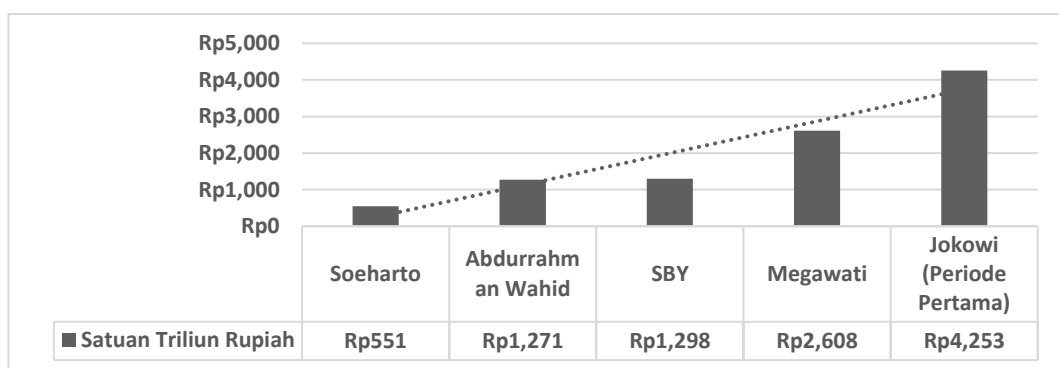 Rp5,000
Rp4,000
Rp3,000
Rp2,000
Rp1,000
Rp0
Soeharto
Abdurrahm
an Wahid
SBY
Megawati
Jokowi
(Periode
Pertama)
Satuan Triliun Rupiah Rp551 Rp1,271 Rp1,298 Rp2,608 Rp4,253